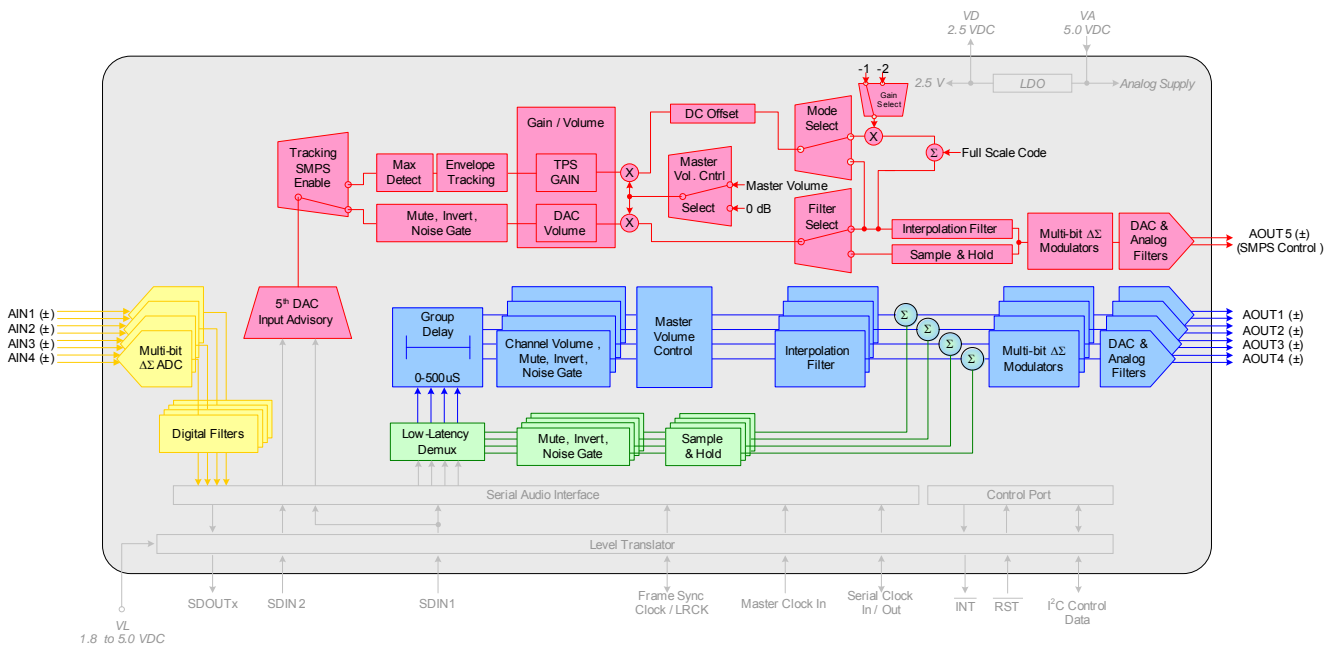 VD
2.5 VDC
VA
5.0 VDC
2.5 V
LDO
Analog Supply
-1 -2
Gain
Select
Mode
Select
X
Σ
Full Scale Code
DC Offset
Gain / Volume
TPS
GAIN
DAC
Volume
X
X
Master
Vol. Cntrl
Select
Master Volume
0 dB
Tracking
SMPS
Enable
Max
Detect
Envelope
Tracking
Mute, Invert,
Noise Gate
Filter
Select
Interpolation Filter
Sample & Hold
Multi-bit ΔΣ
Modulators
DAC &
Analog
Filters
AOUT5 (±)
(SMPS Control)
5th DAC
Input Advisory
AIN1 (±)
AIN2 (±)
AIN3 (±)
AIN4 (±)
Multi-bit
ΔΣ ADC
Digital Filters
Group
Delay
0-500uS
Channel Volume,
Mute, Invert,
Noise Gate
Master
Volume
Control
Interpolation
Filter
Σ
Σ
Σ
Σ
Multi-bit ΔΣ
Modulators
DAC &
Analog
Filters
AOUT1 (±)
AOUT2 (±)
AOUT3 (±)
AOUT4 (±)
Low-Latency
Demux
Mute, Invert,
Noise Gate
Sample
& Hold
Serial Audio Interface
Control Port
Level Translator
VL
1.8 to 5.0 VDC
SDOUTx
SDIN2
SDIN1
Frame Sync
Clock / LRCK
Master Clock In
Serial Clock
In / Out
INT
RST
I²C Control
Data